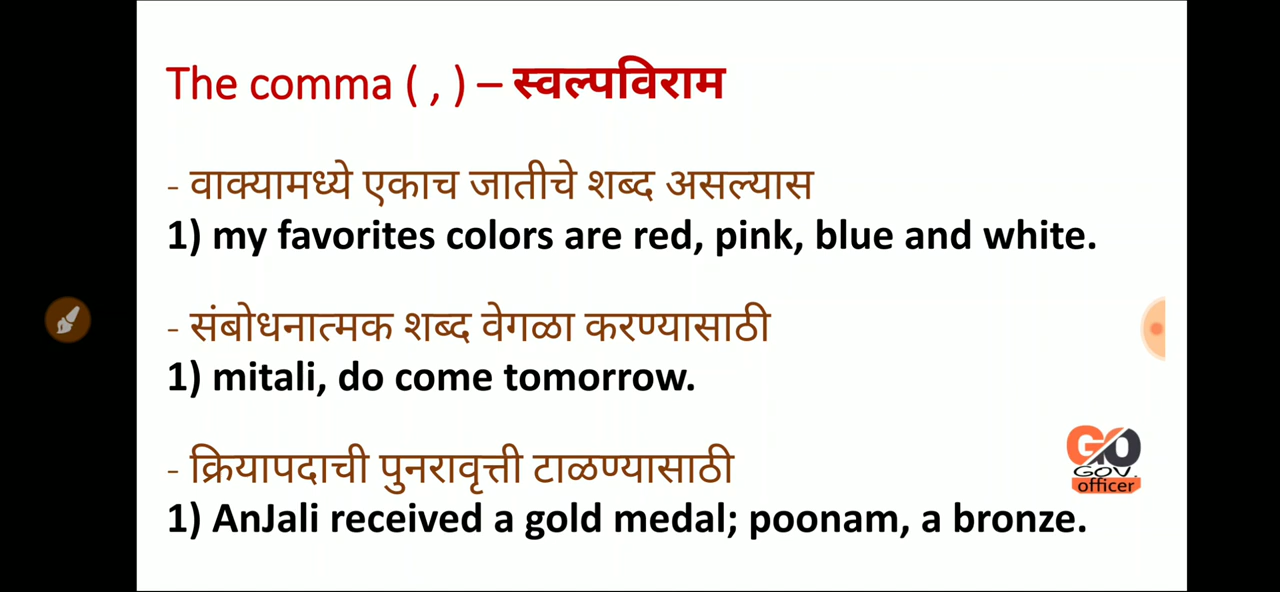 The comma ( , ) – स्वल्पविराम
- वाक्यामध्ये एकाच जातीचे शब्द असल्यास
1) my favorites colors are red, pink, blue and white.
- संबोधनात्मक शब्द वेगळा करण्यासाठी
1) mitali, do come tomorrow.
- क्रियापदाची पुनरावृत्ती टाळण्यासाठी
1) AnJali received a gold medal; poonam, a bronze.
GO
GOV.
officer